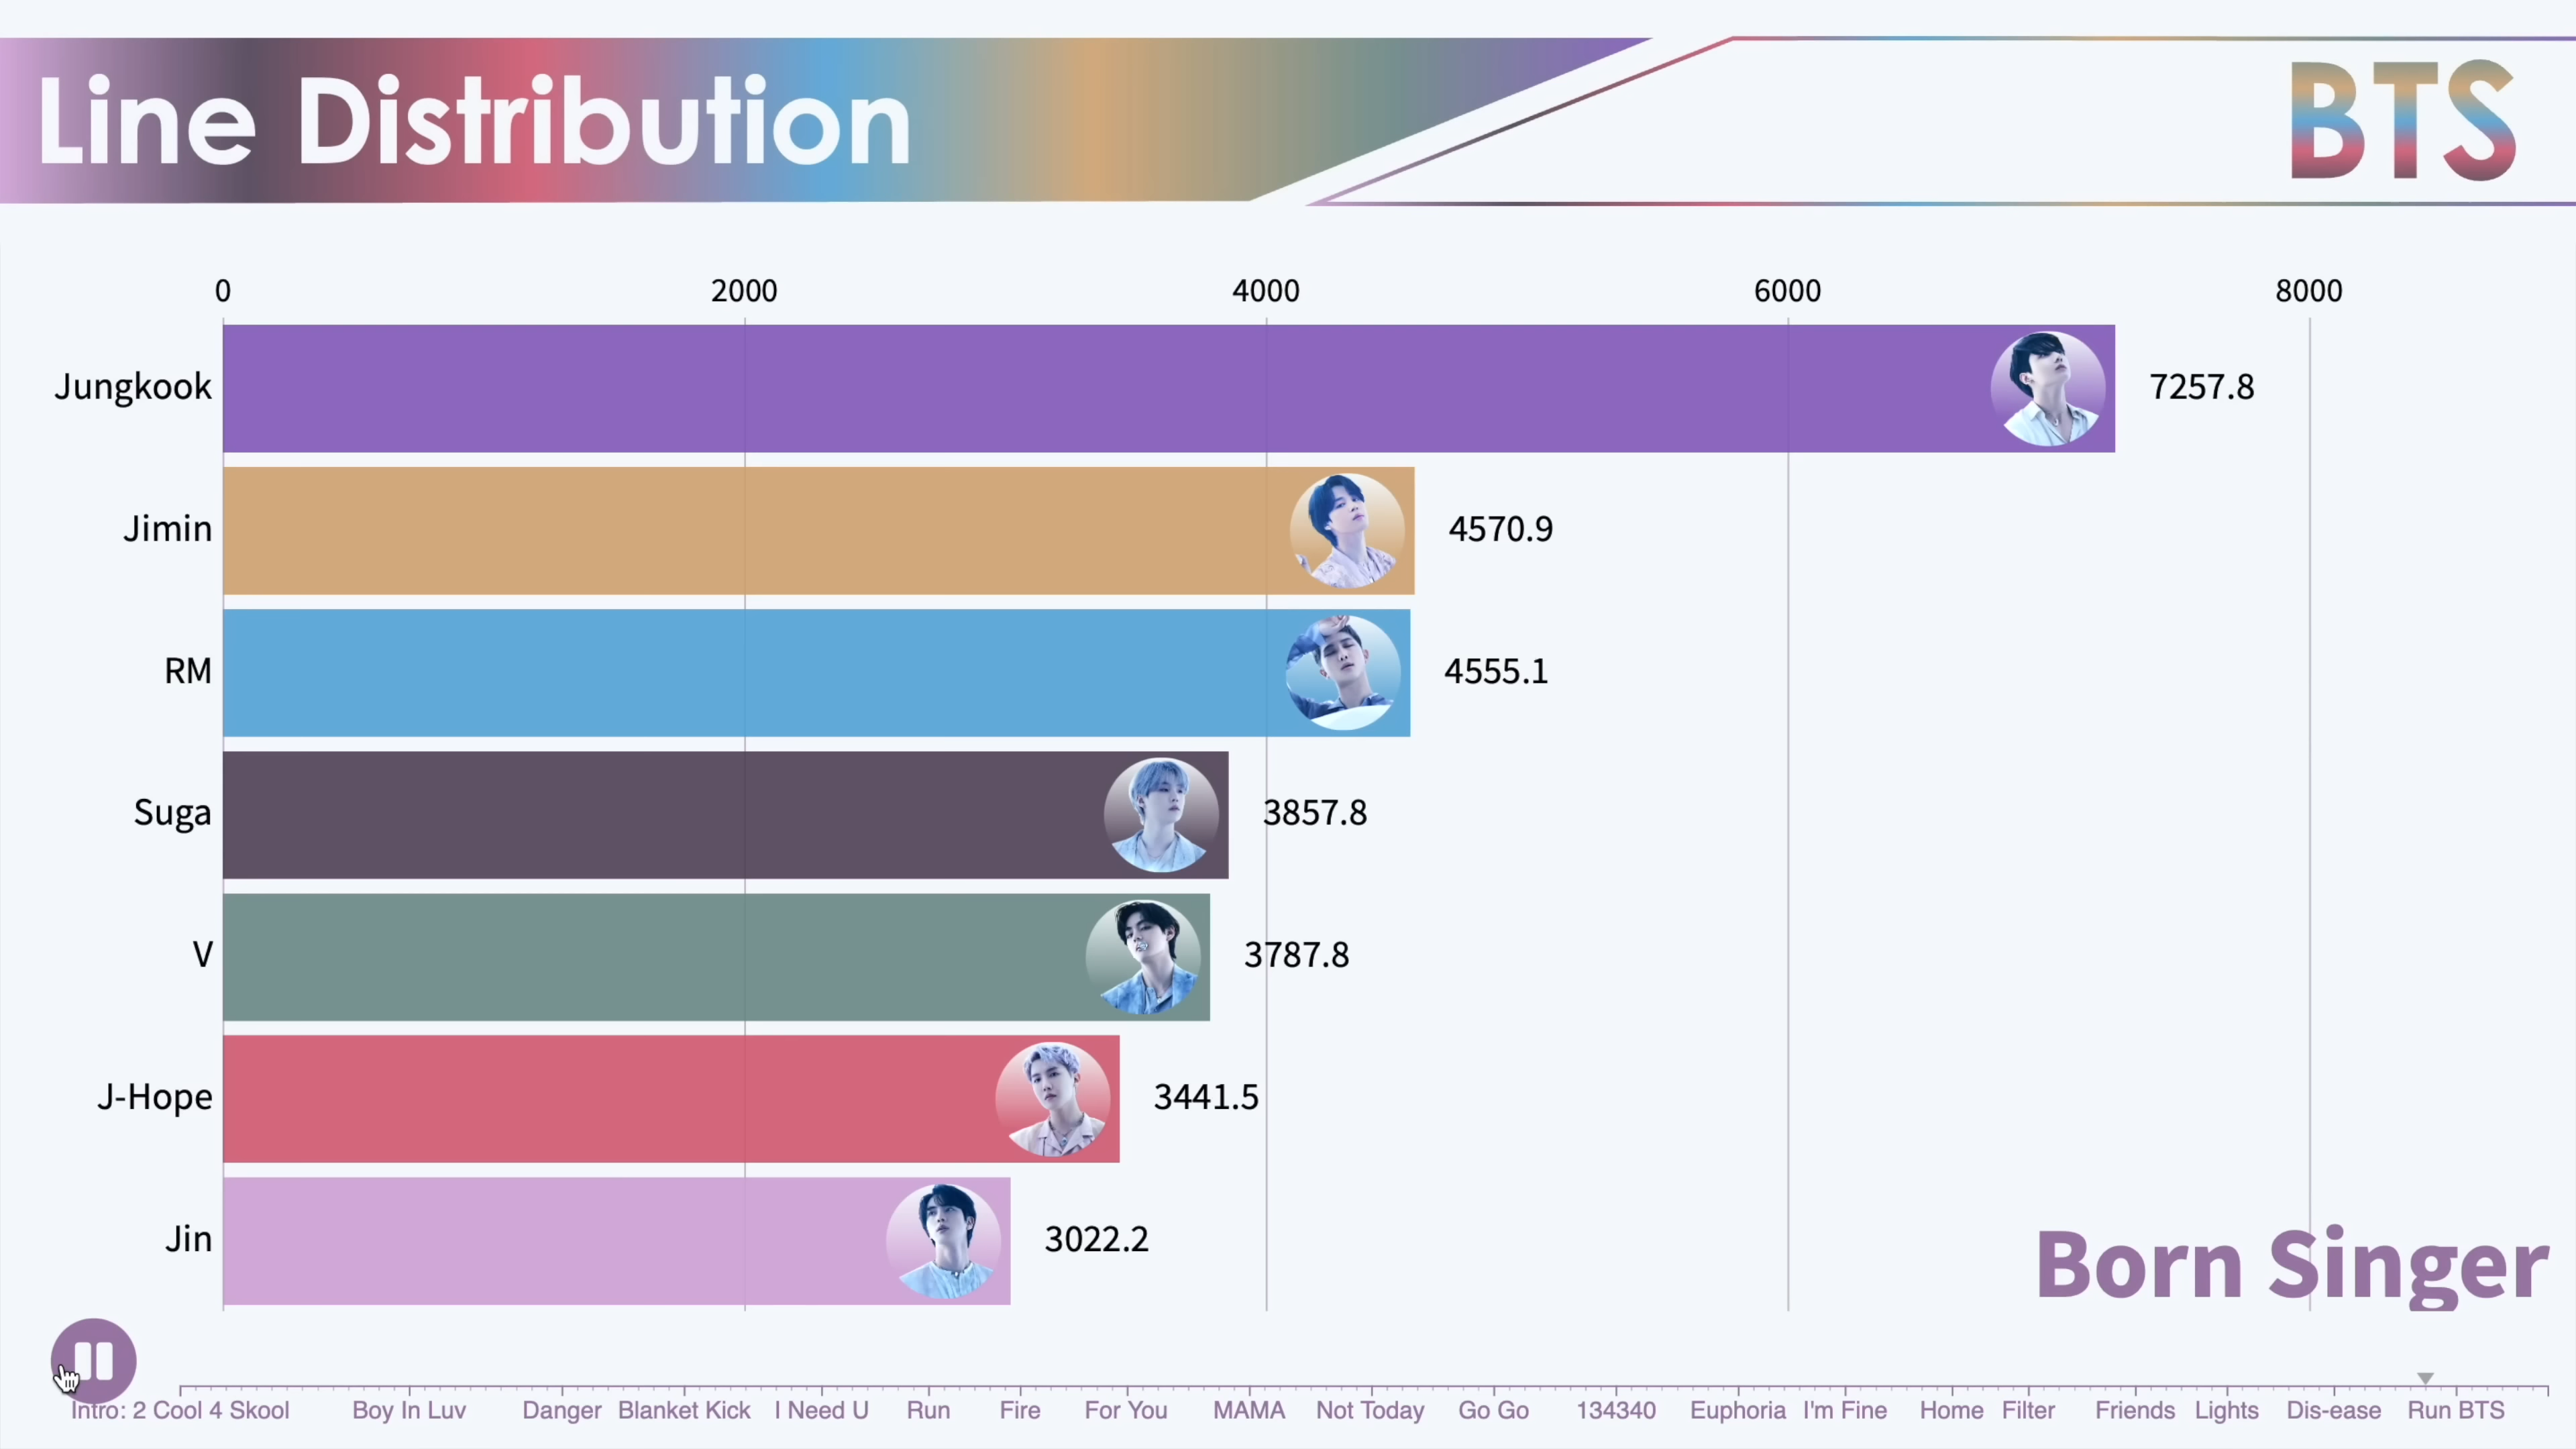 Line Distribution
BTS
0 2000 4000 6000 8000
Jungkook 7257.8
Jimin 4570.9
RM 4555.1
Suga 3857.8
V 3787.8
J-Hope 3441.5
Jin 3022.2
Born Singer
Intro: 2 Cool 4 Skool Boy In Luv Danger Blanket Kick I Need U Run Fire For You MAMA Not Today Go Go 134340 Euphoria I'm Fine Home Filter Friends Lights Dis-ease Run BTS